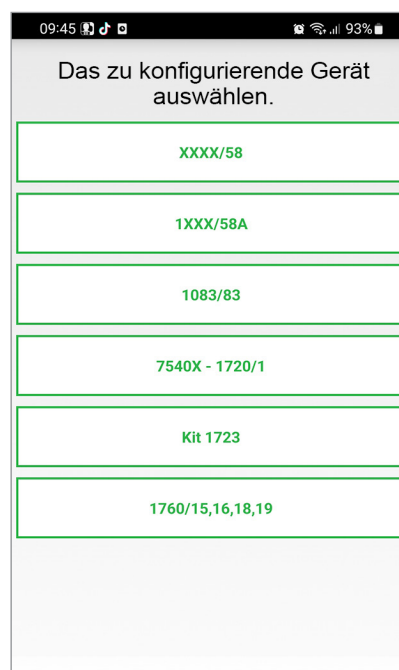 09:45 93%
Das zu konfigurierende Gerät
auswählen.
XXXX/58
1XXX/58A
1083/83
7540X - 1720/1
Kit 1723
1760/15,16,18,19